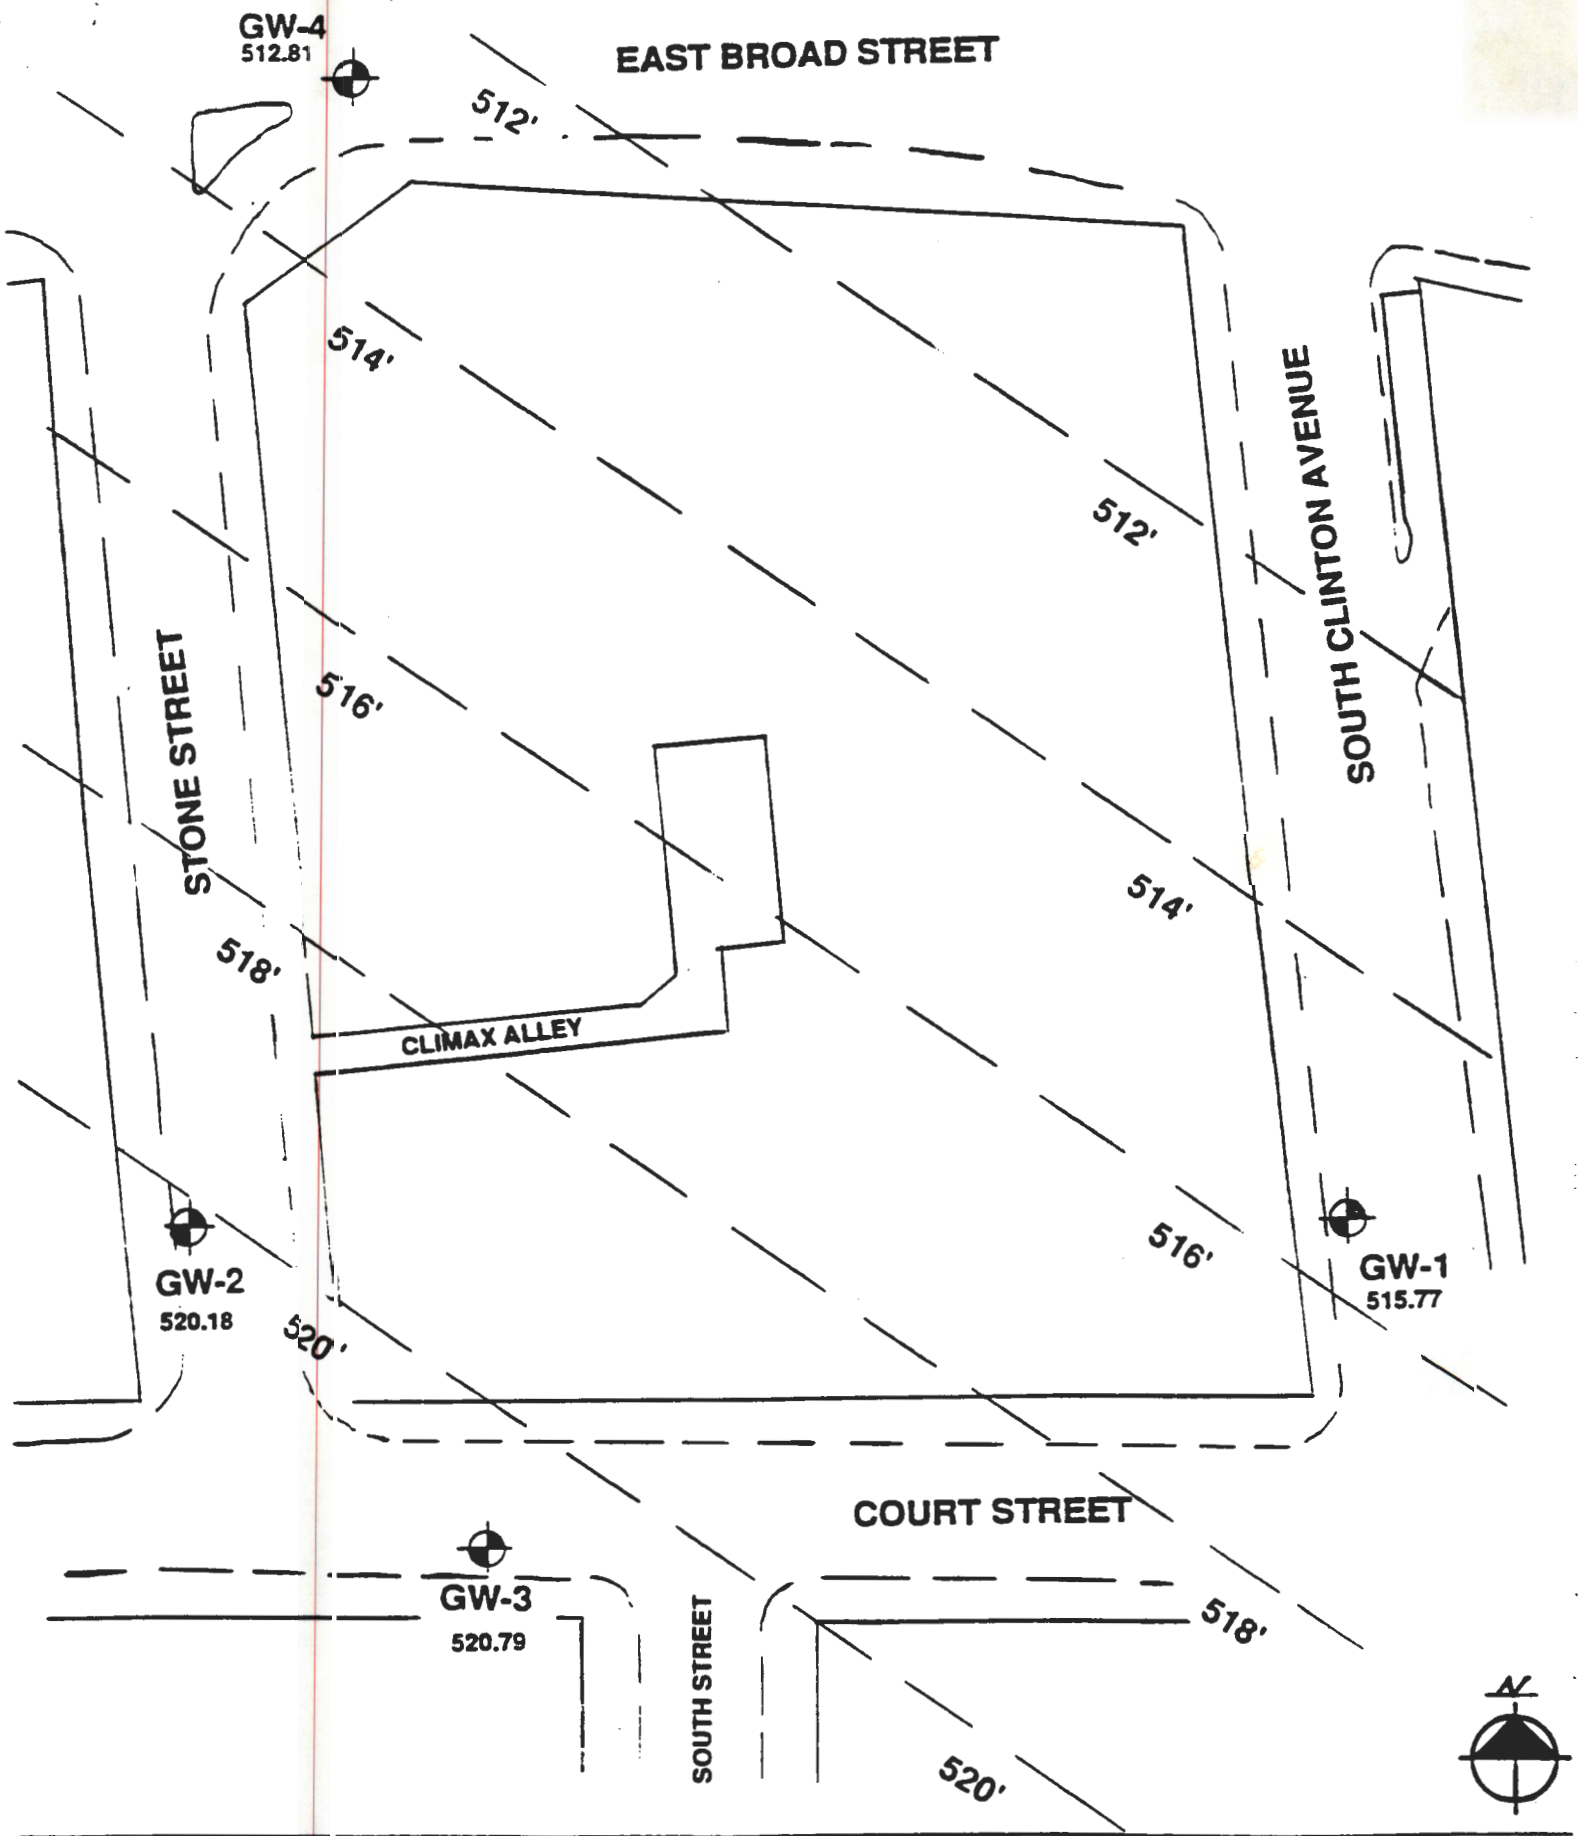 GW-4
512.81
EAST BROAD STREET
512'
514'
SOUTH CLINTON AVENUE
512'
STONE STREET
516'
514'
518'
CLIMAX ALLEY
516'
GW-2
520.18
GW-1
515.77
520'
COURT STREET
GW-3
520.79
SOUTH STREET
518'
520'
N